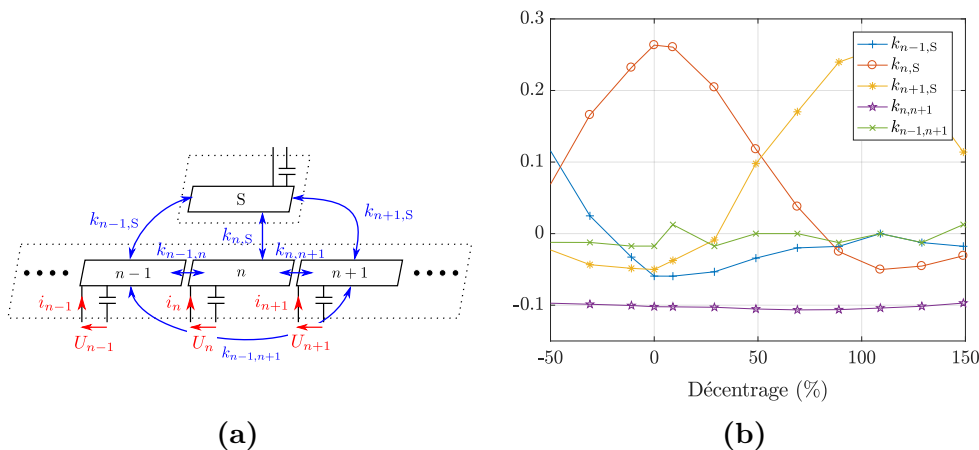 S
k_{n−1,S}
k_{n,S}
k_{n+1,S}
k_{n−1,n}
k_{n,n+1}
n − 1
n
n + 1
i_{n−1}
i_n
i_{n+1}
U_{n−1}
U_n
U_{n+1}
k_{n−1,n+1}
(a)
0.3
0.2
0.1
0
-0.1
-50
0
50
100
150
Décentrage (%)
k_{n−1,S}
k_{n,S}
k_{n+1,S}
k_{n,n+1}
k_{n−1,n+1}
(b)